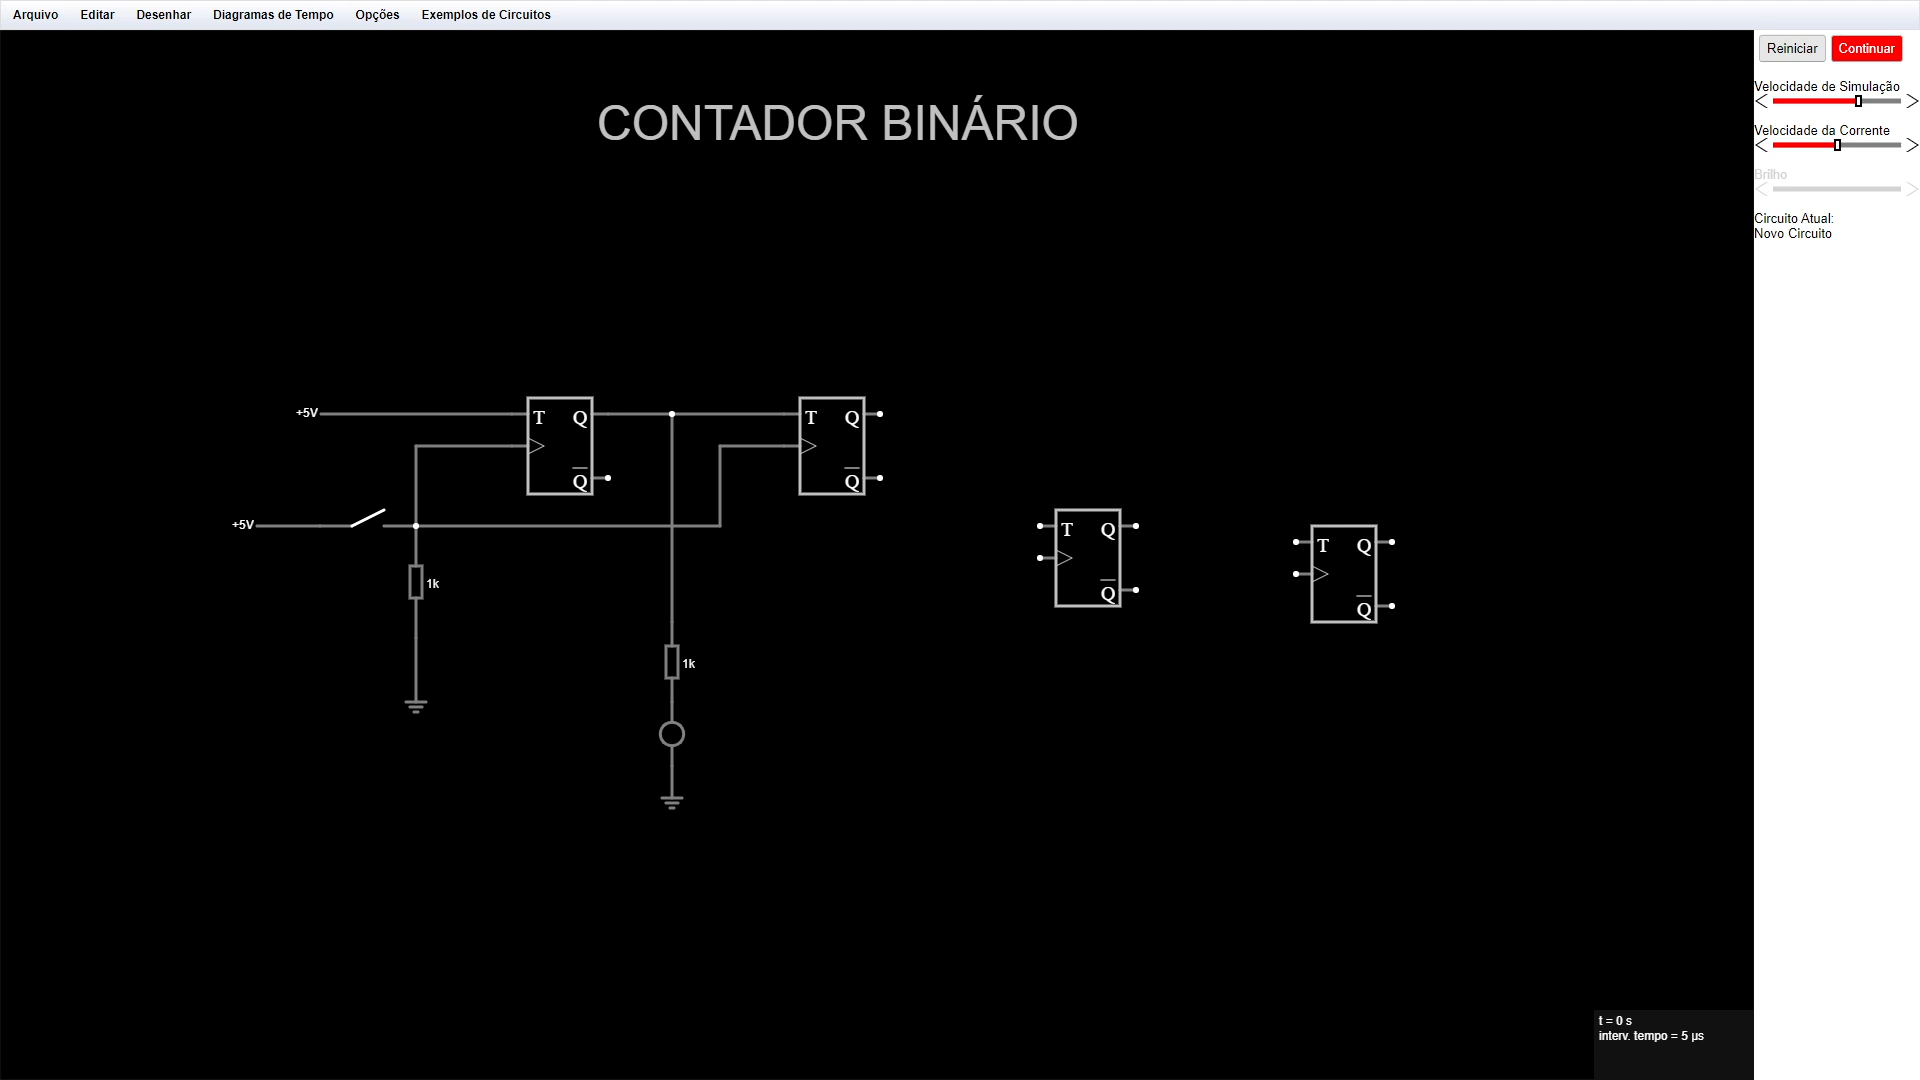 Arquivo Editar Desenhar Diagramas de Tempo Opções Exemplos de Circuitos
Reiniciar Continuar
Velocidade de Simulação
Velocidade da Corrente
Brilho
Circuito Atual:
Novo Circuito
CONTADOR BINÁRIO
+5V
T Q
Q̅
T Q
Q̅
+5V
1k
1k
T Q
Q̅
T Q
Q̅
t = 0 s
interv. tempo = 5 µs